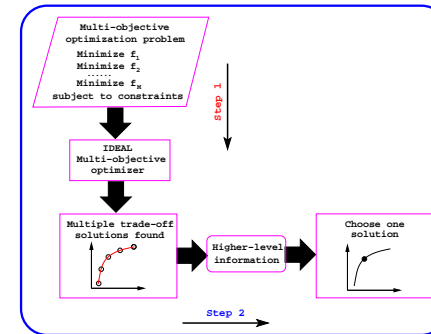 Multi-objective
optimization problem
Minimize f₁
Minimize f₂
......
Minimize f_M
subject to constraints
Step 1
IDEAL
Multi-objective
optimizer
Multiple trade-off
solutions found
Higher-level
information
Choose one
solution
Step 2